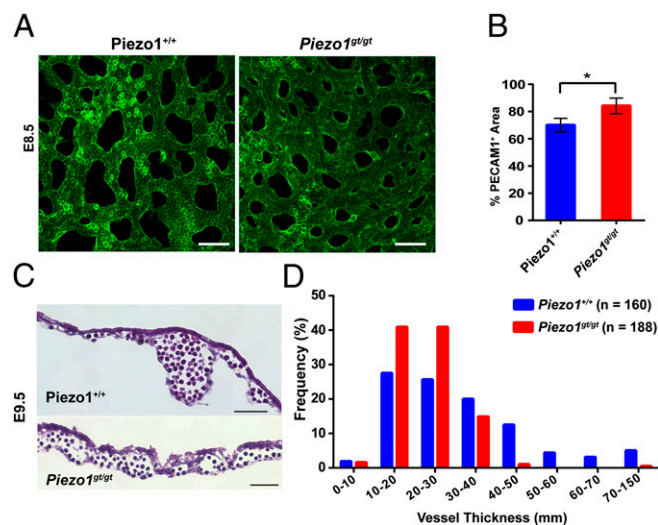 A
Piezo1+/+
Piezo1gt/gt
E8.5
B
*
100
80
60
40
20
0
% PECAM1+ Area
Piezo1+/+
Piezo1gt/gt
C
E9.5
Piezo1+/+
Piezo1gt/gt
D
Piezo1+/+ (n = 160)
Piezo1gt/gt (n = 188)
50
40
30
20
10
0
Frequency (%)
0-10
10-20
20-30
30-40
40-50
50-60
60-70
70-150
Vessel Thickness (mm)